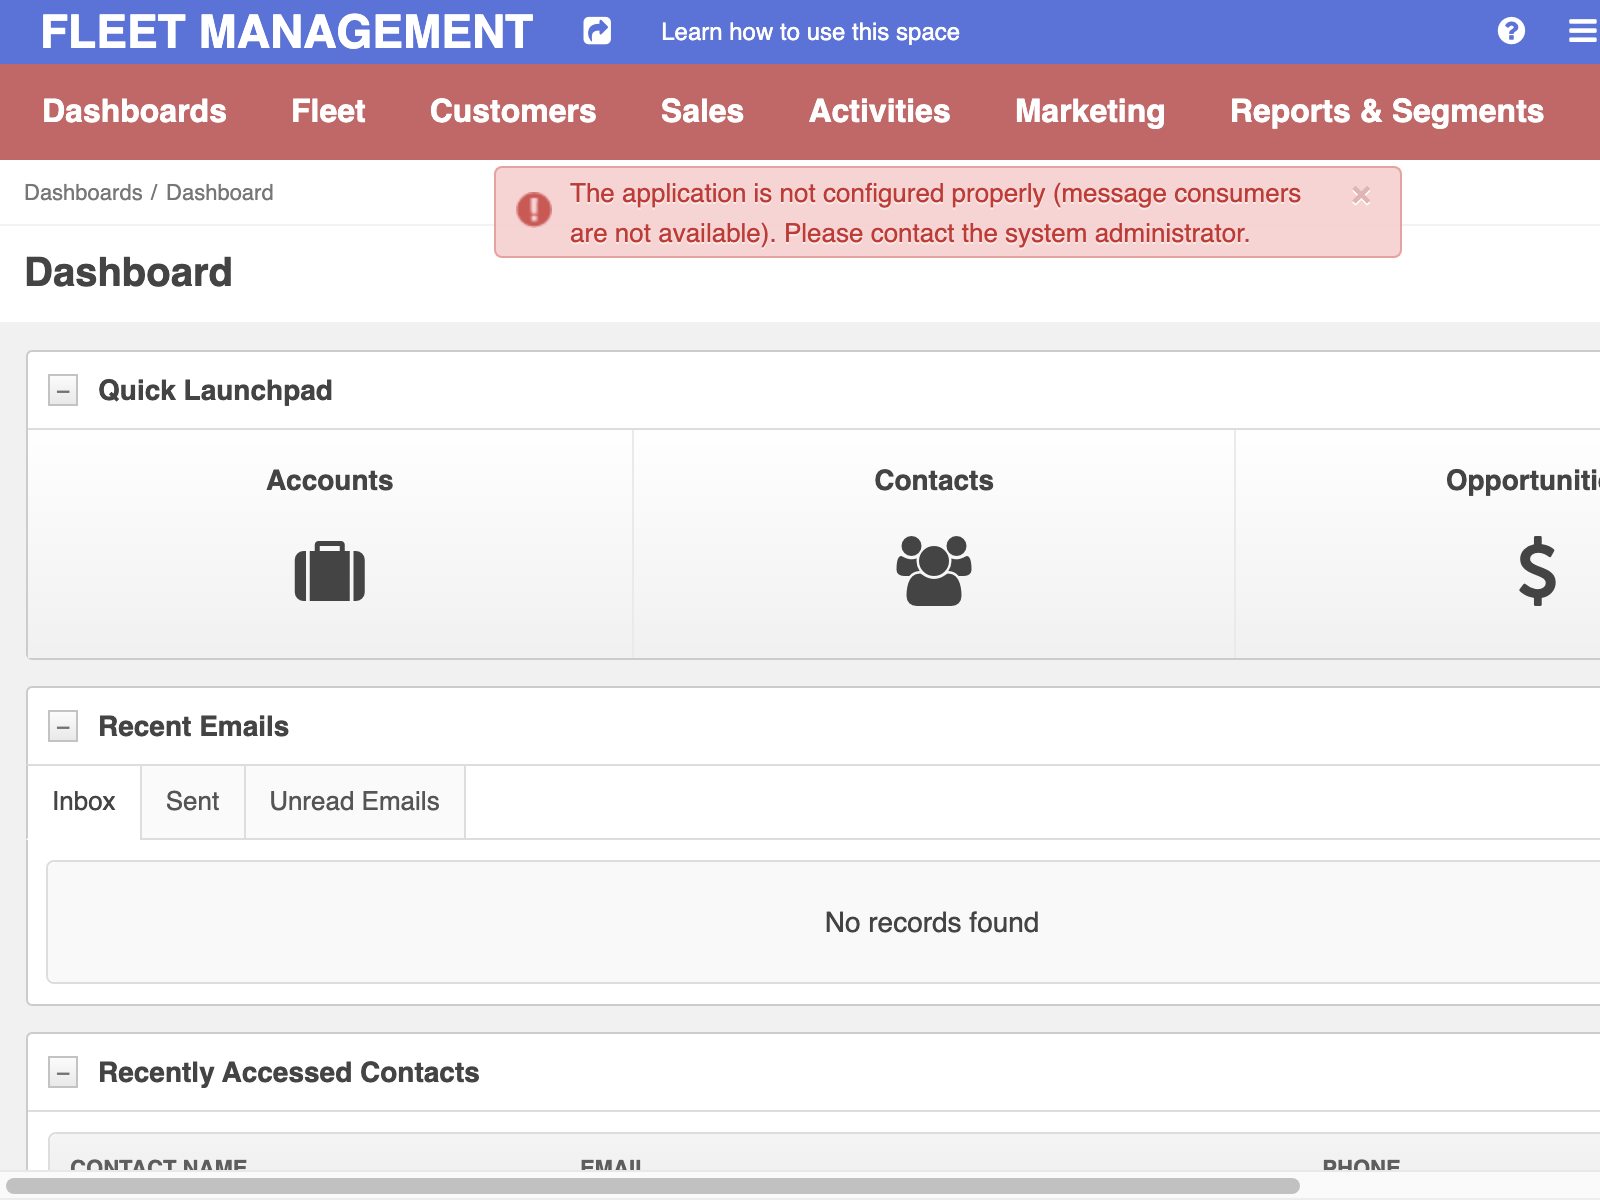 FLEET MANAGEMENT
Learn how to use this space
Dashboards Fleet Customers Sales Activities Marketing Reports & Segments
Dashboards / Dashboard
The application is not configured properly (message consumers
are not available). Please contact the system administrator.
Dashboard
Quick Launchpad
Accounts
Contacts
Opportuniti
Recent Emails
Inbox
Sent
Unread Emails
No records found
Recently Accessed Contacts
CONTACT NAME
EMAIL
PHONE